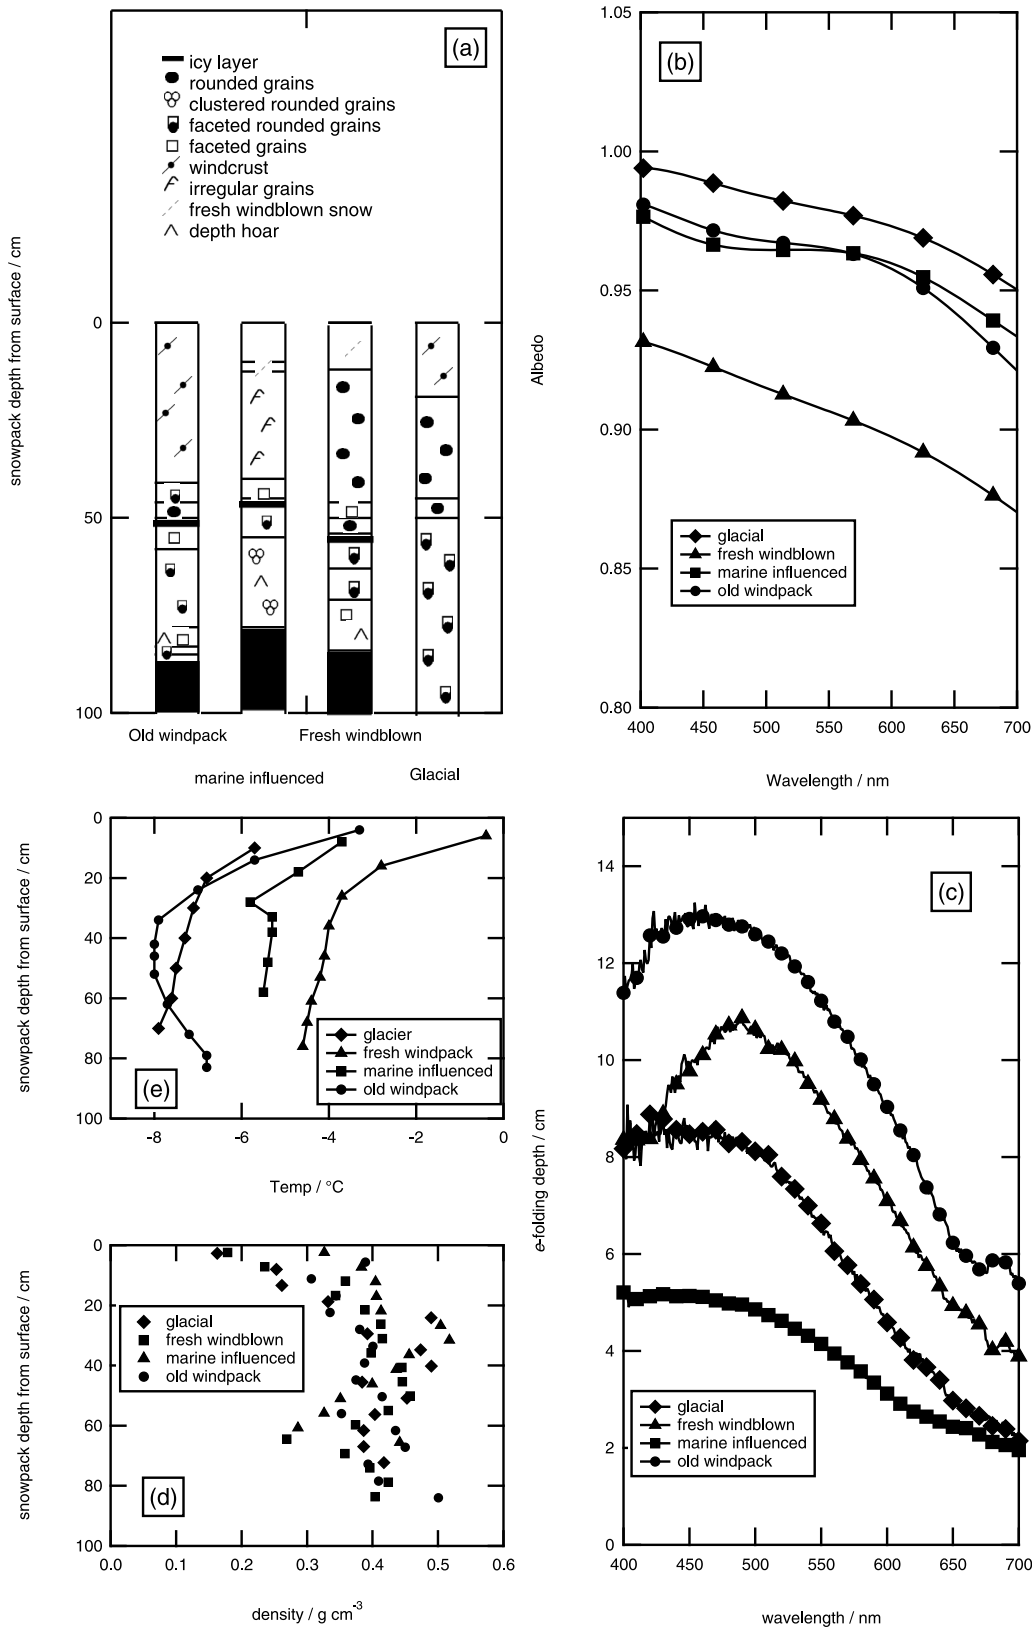 (a)
icy layer
rounded grains
clustered rounded grains
faceted rounded grains
faceted grains
windcrust
irregular grains
fresh windblown snow
depth hoar
snowpack depth from surface / cm
0
50
100
Old windpack
Fresh windblown
marine influenced
Glacial
(b)
1.05
1.00
0.95
0.90
0.85
0.80
Albedo
glacial
fresh windblown
marine influenced
old windpack
400
450
500
550
600
650
700
Wavelength / nm
snowpack depth from surface / cm
0
20
40
60
80
100
(e)
glacier
fresh windpack
marine influenced
old windpack
-8
-6
-4
-2
0
Temp / °C
(c)
14
12
10
8
6
4
2
0
e-folding depth / cm
glacial
fresh windblown
marine influenced
old windpack
400
450
500
550
600
650
700
wavelength / nm
snowpack depth from surface / cm
0
20
40
60
80
100
glacial
fresh windblown
marine influenced
old windpack
(d)
0.0
0.1
0.2
0.3
0.4
0.5
0.6
density / g cm⁻³